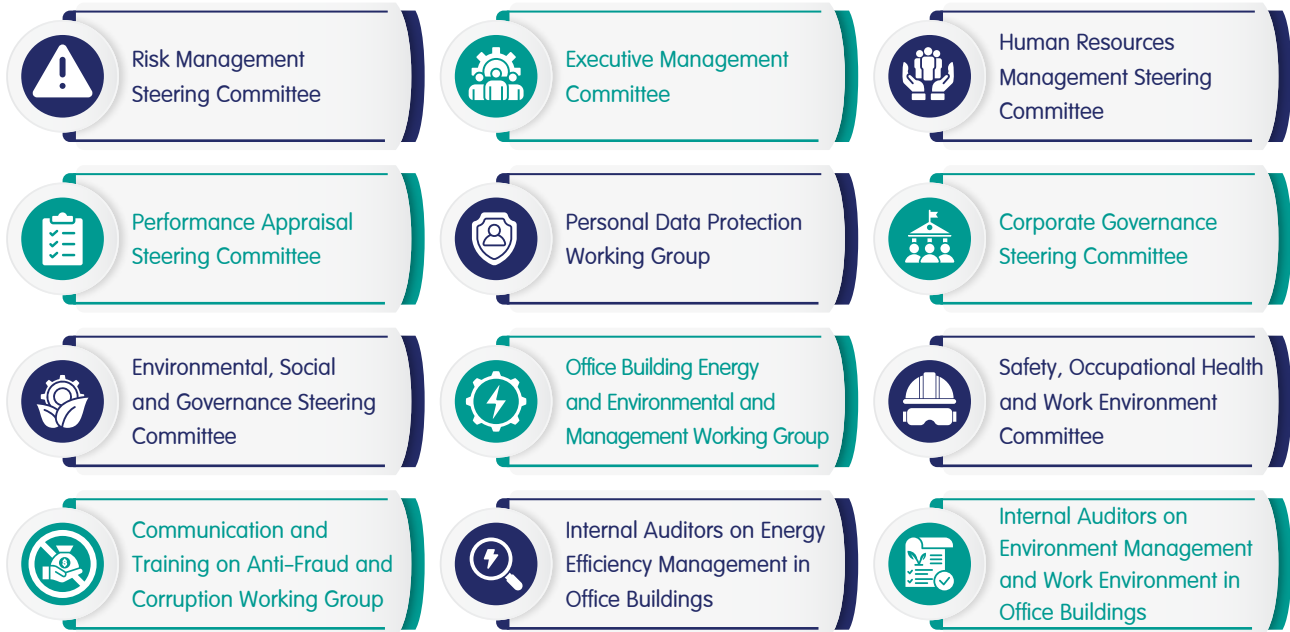 Risk Management
Steering Committee
Executive Management
Committee
Human Resources
Management Steering
Committee
Performance Appraisal
Steering Committee
Personal Data Protection
Working Group
Corporate Governance
Steering Committee
Environmental, Social
and Governance Steering
Committee
Office Building Energy
and Environmental and
Management Working Group
Safety, Occupational Health
and Work Environment
Committee
Communication and
Training on Anti-Fraud and
Corruption Working Group
Internal Auditors on Energy
Efficiency Management in
Office Buildings
Internal Auditors on
Environment Management
and Work Environment in
Office Buildings